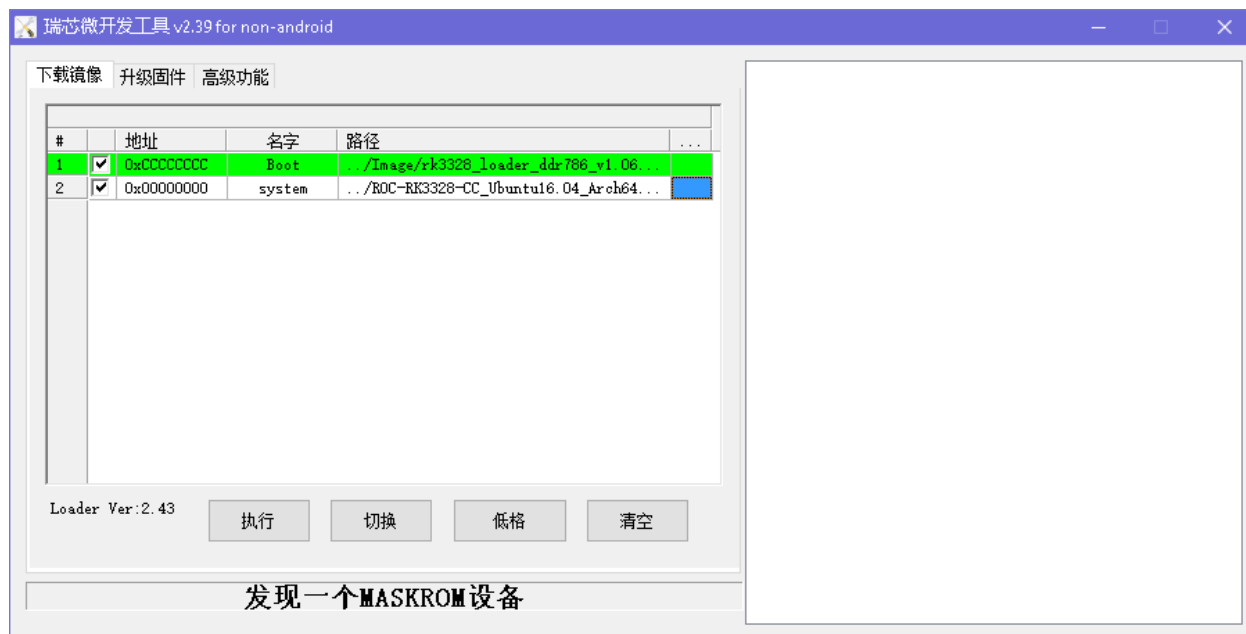 瑞芯微开发工具 v2.39 for non-android
下载镜像 升级固件 高级功能
# 地址 名字 路径 ...
1 0xCCCCCCCC Boot ../Image/rk3328_loader_ddr786_v1.06...
2 0x00000000 system ../ROC-RK3328-CC_Ubuntu16.04_Arch64...
Loader Ver:2.43 执行 切换 低格 清空
发现一个MASKROM设备